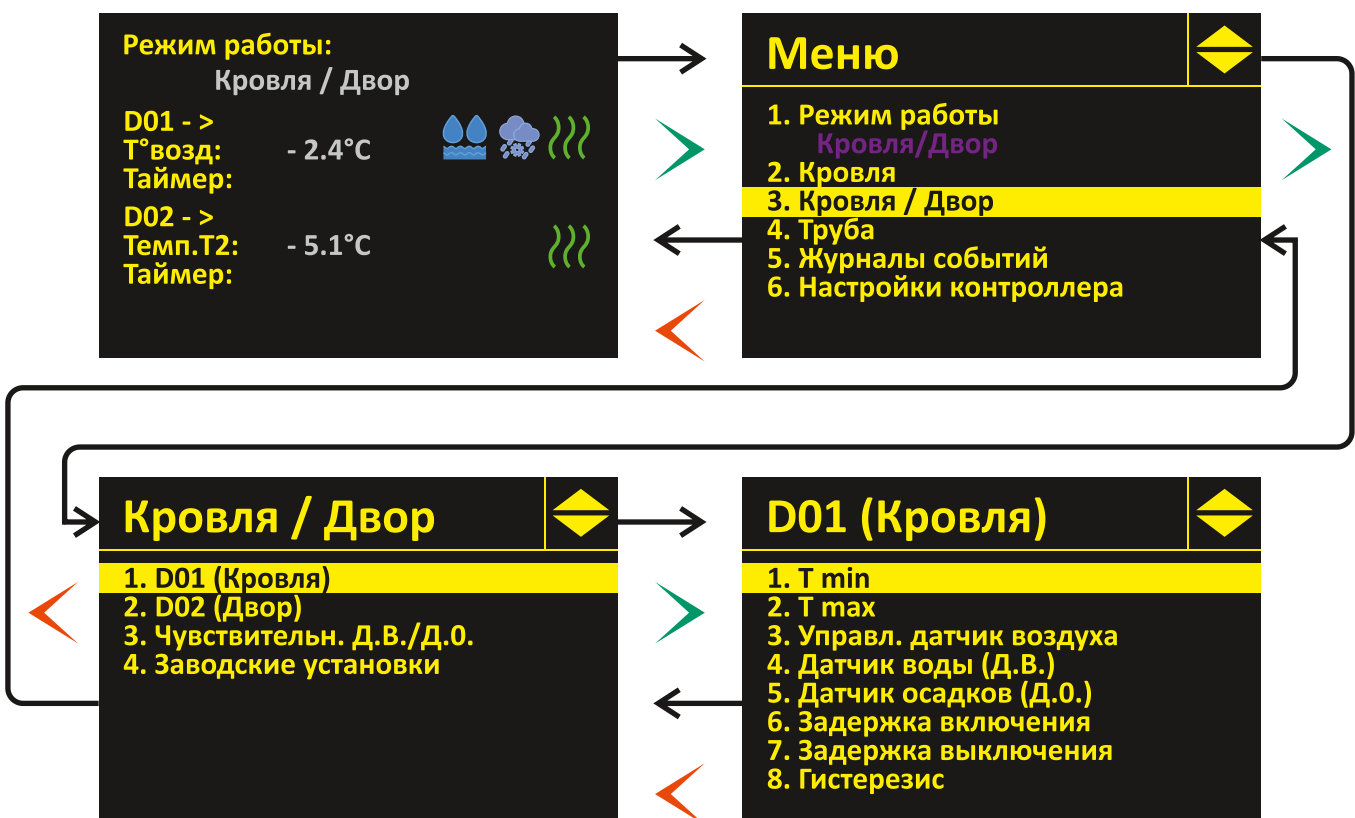 Режим работы:
Кровля / Двор
D01 - >
T°возд: - 2.4°C
Таймер:
D02 - >
Темп.Т2: - 5.1°C
Таймер:
Меню
1. Режим работы
Кровля/Двор
2. Кровля
3. Кровля / Двор
4. Труба
5. Журналы событий
6. Настройки контроллера
Кровля / Двор
1. D01 (Кровля)
2. D02 (Двор)
3. Чувствительн. Д.В./Д.О.
4. Заводские установки
D01 (Кровля)
1. T min
2. T max
3. Управл. датчик воздуха
4. Датчик воды (Д.В.)
5. Датчик осадков (Д.О.)
6. Задержка включения
7. Задержка выключения
8. Гистерезис